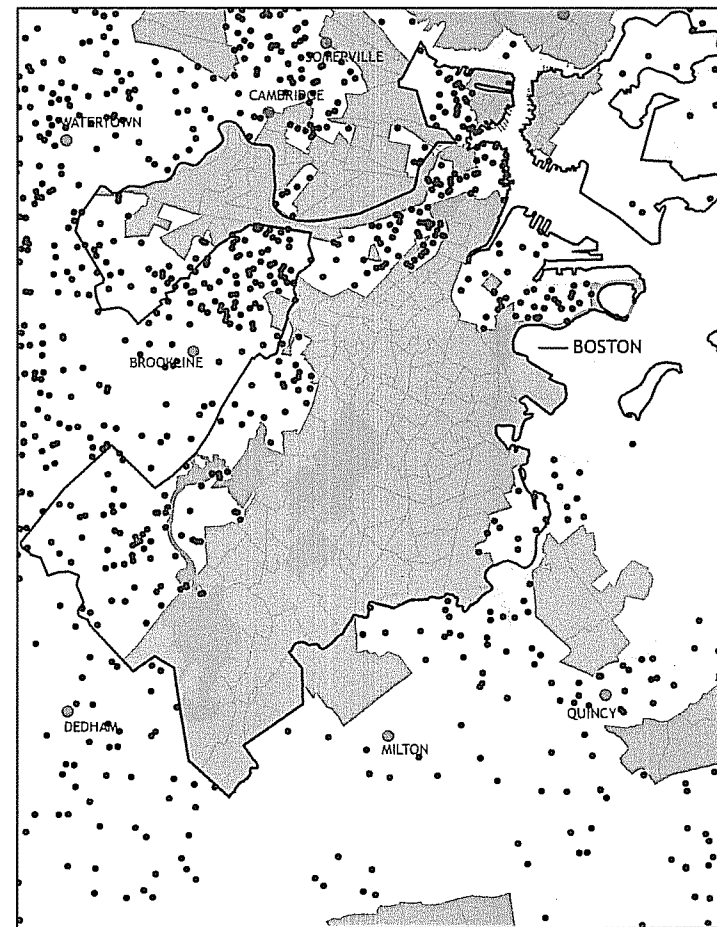 SOMERVILLE
CAMBRIDGE
WATERTOWN
BOSTON
BROOKLINE
DEDHAM
QUINCY
MILTON